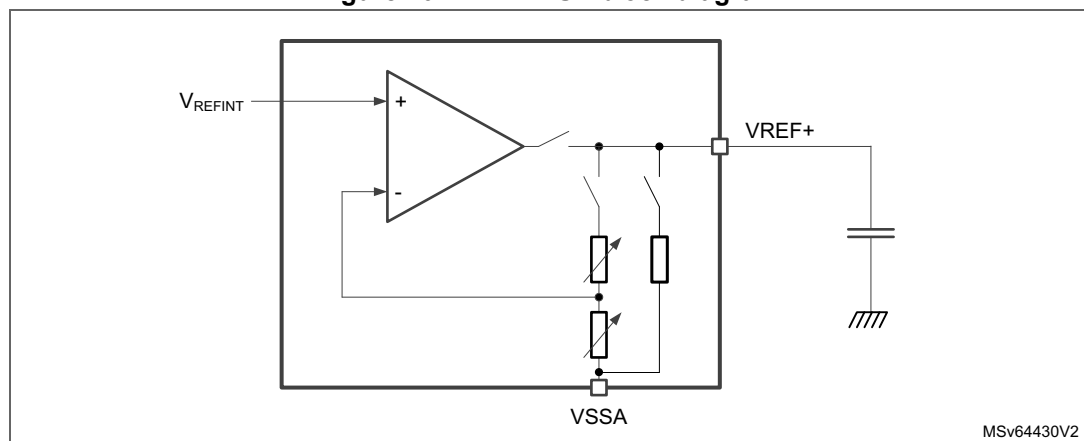 V_REFINT
+
-
VREF+
VSSA
MSv64430V2